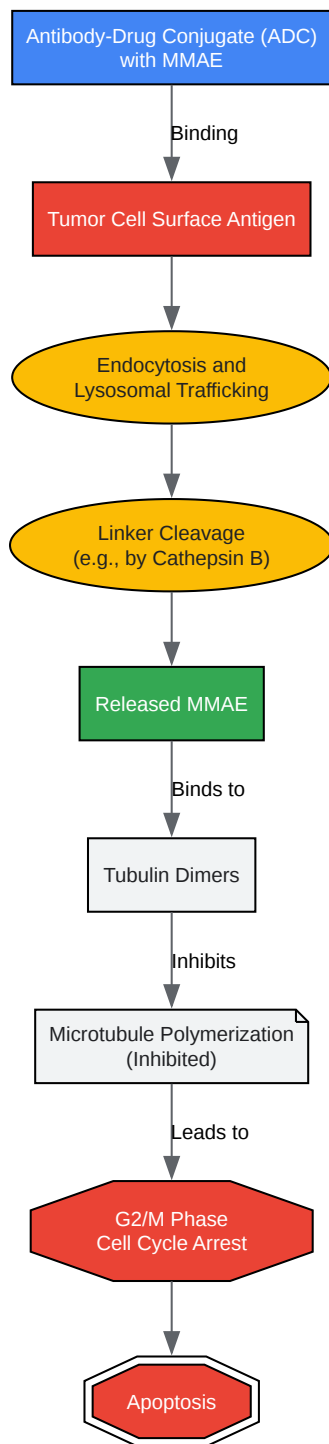 Antibody-Drug Conjugate (ADC)
with MMAE
Binding
Tumor Cell Surface Antigen
Endocytosis and
Lysosomal Trafficking
Linker Cleavage
(e.g., by Cathepsin B)
Released MMAE
Binds to
Tubulin Dimers
Inhibits
Microtubule Polymerization
(Inhibited)
Leads to
G2/M Phase
Cell Cycle Arrest
Apoptosis